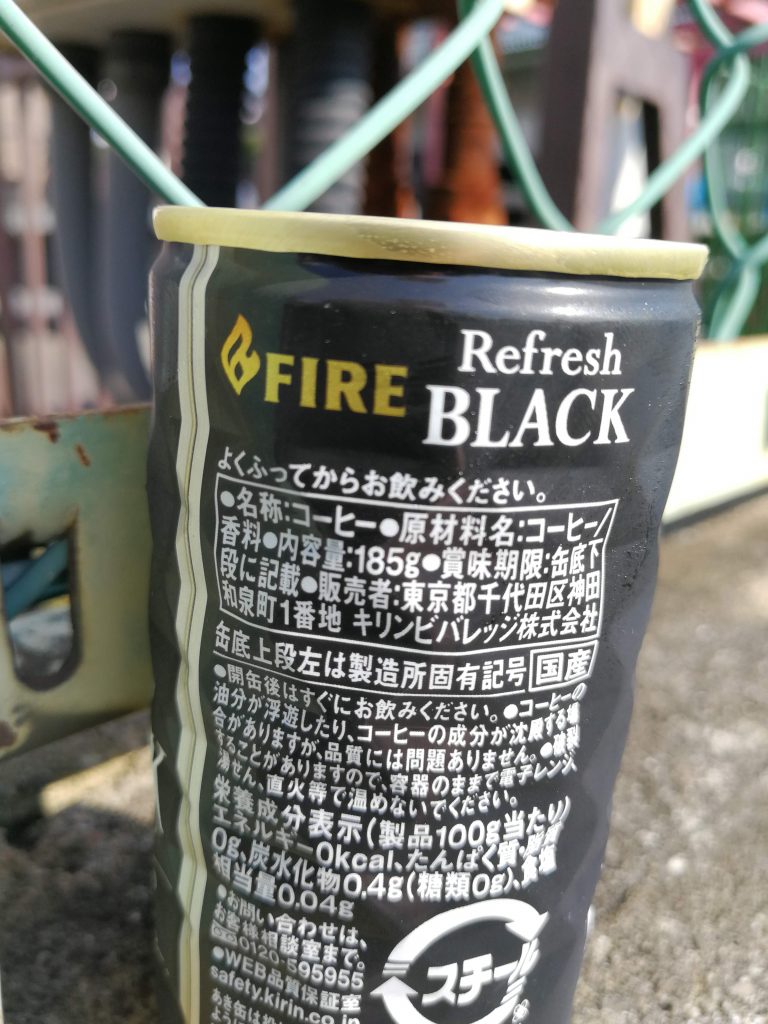 FIRE
Refresh
BLACK
よくふってからお飲みください。
●名称:コーヒー●原材料名:コーヒー/
香料●内容量:185g●賞味期限:缶底下
段に記載●販売者:東京都千代田区神田
和泉町1番地 キリンビバレッジ株式会社
缶底上段左は製造所固有記号 国産
●開缶後はすぐにお飲みください。●コーヒーの
油分が浮遊したり、コーヒーの成分が沈殿する場
合がありますが、品質には問題ありません。●破裂
することがありますので、容器のままで電子レンジ、
湯せん、直火等で温めないでください。
栄養成分表示(製品100g当たり)
エネルギー0kcal、たんぱく質・脂質
0g、炭水化物0.4g(糖類0g)、食塩
相当量0.04g
●お問い合わせは、
お客様相談室まで。
0120-595955
●WEB品質保証室
safety.kirin.co.jp
あき缶は
スチール